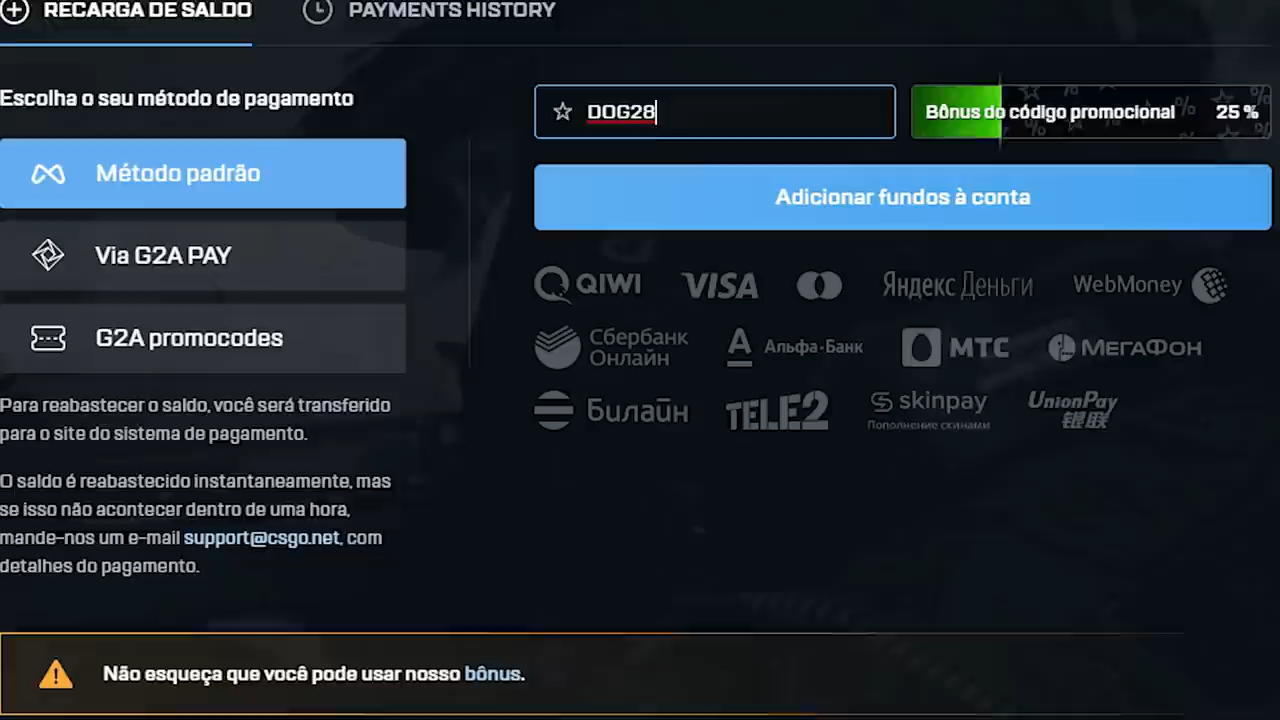 RECARGA DE SALDO
PAYMENTS HISTORY
Escolha o seu método de pagamento
Método padrão
Via G2A PAY
G2A promocodes
Para reabastecer o saldo, você será transferido
para o site do sistema de pagamento.
O saldo é reabastecido instantaneamente, mas
se isso não acontecer dentro de uma hora,
mande-nos um e-mail support@csgo.net, com
detalhes do pagamento.
DOG28
Bônus do código promocional 25 %
Adicionar fundos à conta
QIWI VISA Яндекс Деньги WebMoney
Сбербанк
Онлайн
А Альфа·Банк МТС МЕГАФОН
Билайн TELE2 skinpay
Пополнение скинами
UnionPay
银联
Não esqueça que você pode usar nosso bônus.